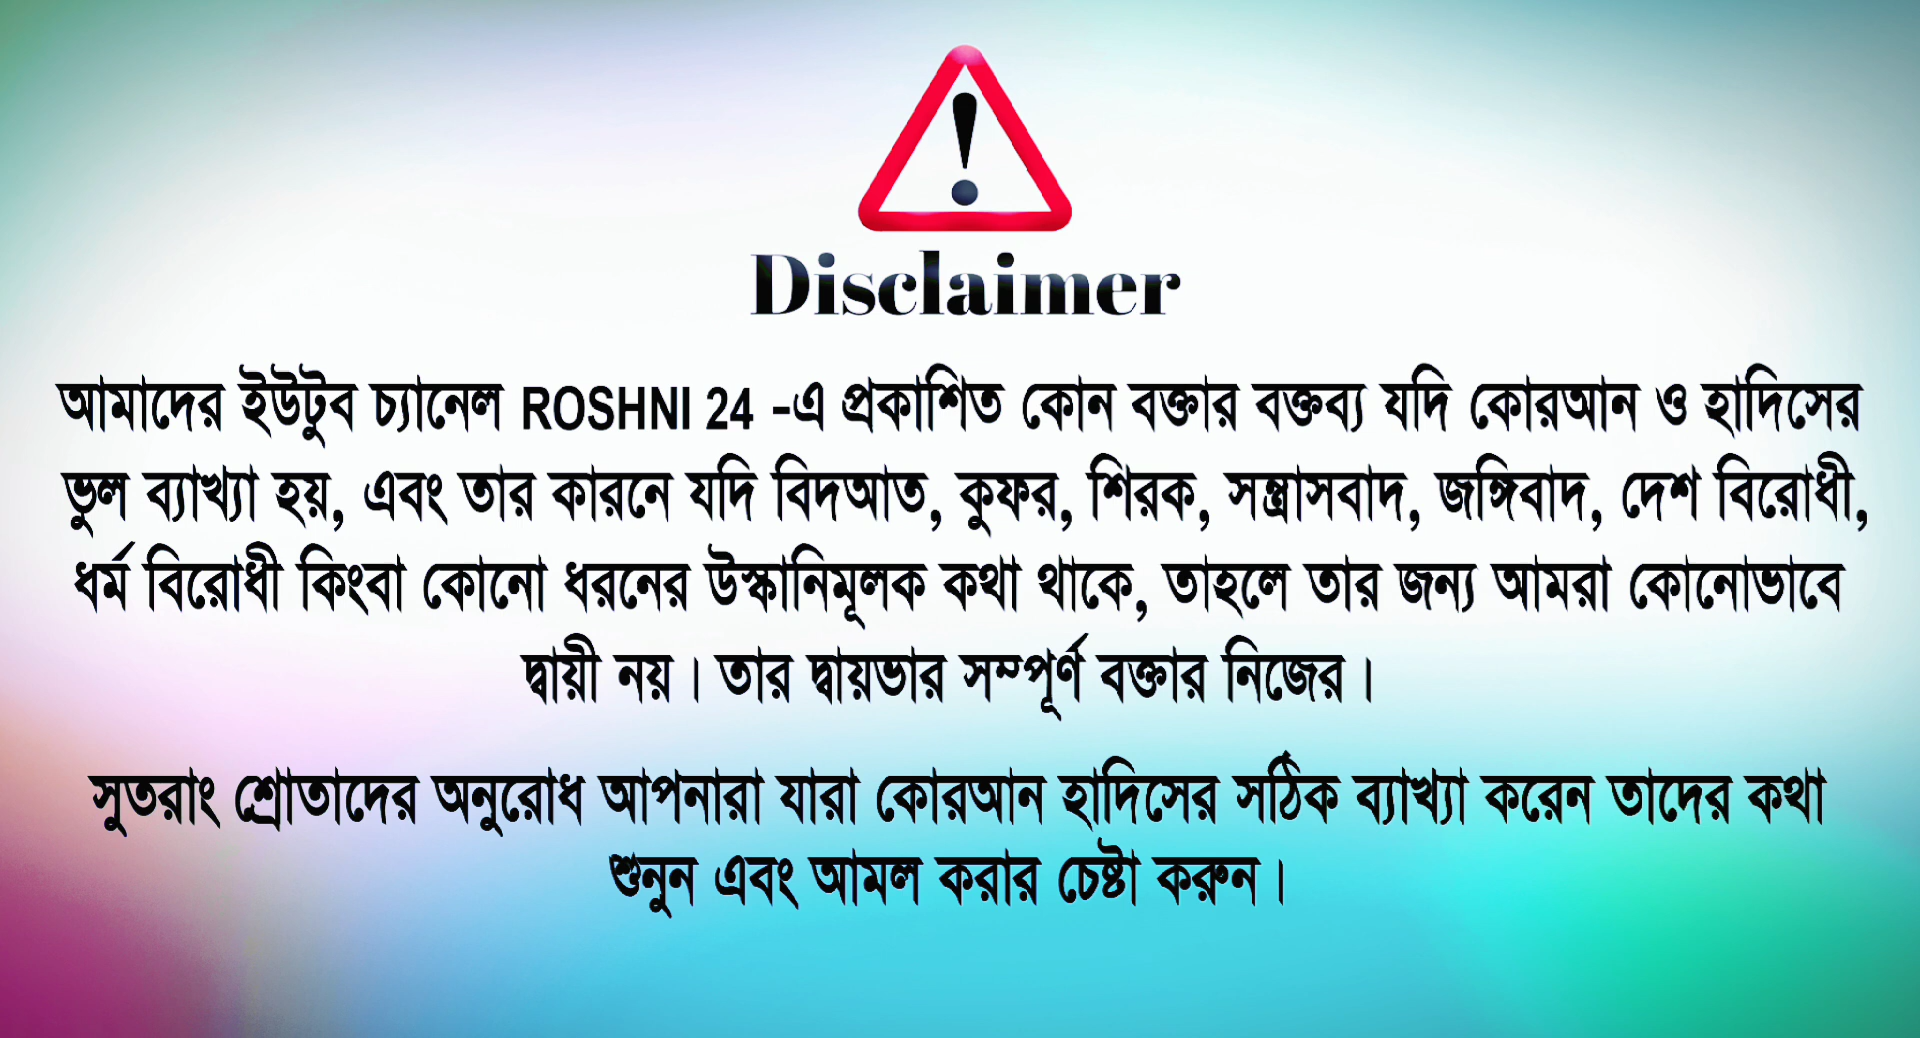 Disclaimer
আমাদের ইউটুব চ্যানেল ROSHNI 24 -এ প্রকাশিত কোন বক্তার বক্তব্য যদি কোরআন ও হাদিসের
ভুল ব্যাখ্যা হয়, এবং তার কারনে যদি বিদআত, কুফর, শিরক, সন্ত্রাসবাদ, জঙ্গিবাদ, দেশ বিরোধী,
ধর্ম বিরোধী কিংবা কোনো ধরনের উস্কানিমূলক কথা থাকে, তাহলে তার জন্য আমরা কোনোভাবে
দ্বায়ী নয়। তার দ্বায়ভার সম্পূর্ণ বক্তার নিজের।
সুতরাং শ্রোতাদের অনুরোধ আপনারা যারা কোরআন হাদিসের সঠিক ব্যাখ্যা করেন তাদের কথা
শুনুন এবং আমল করার চেষ্টা করুন।